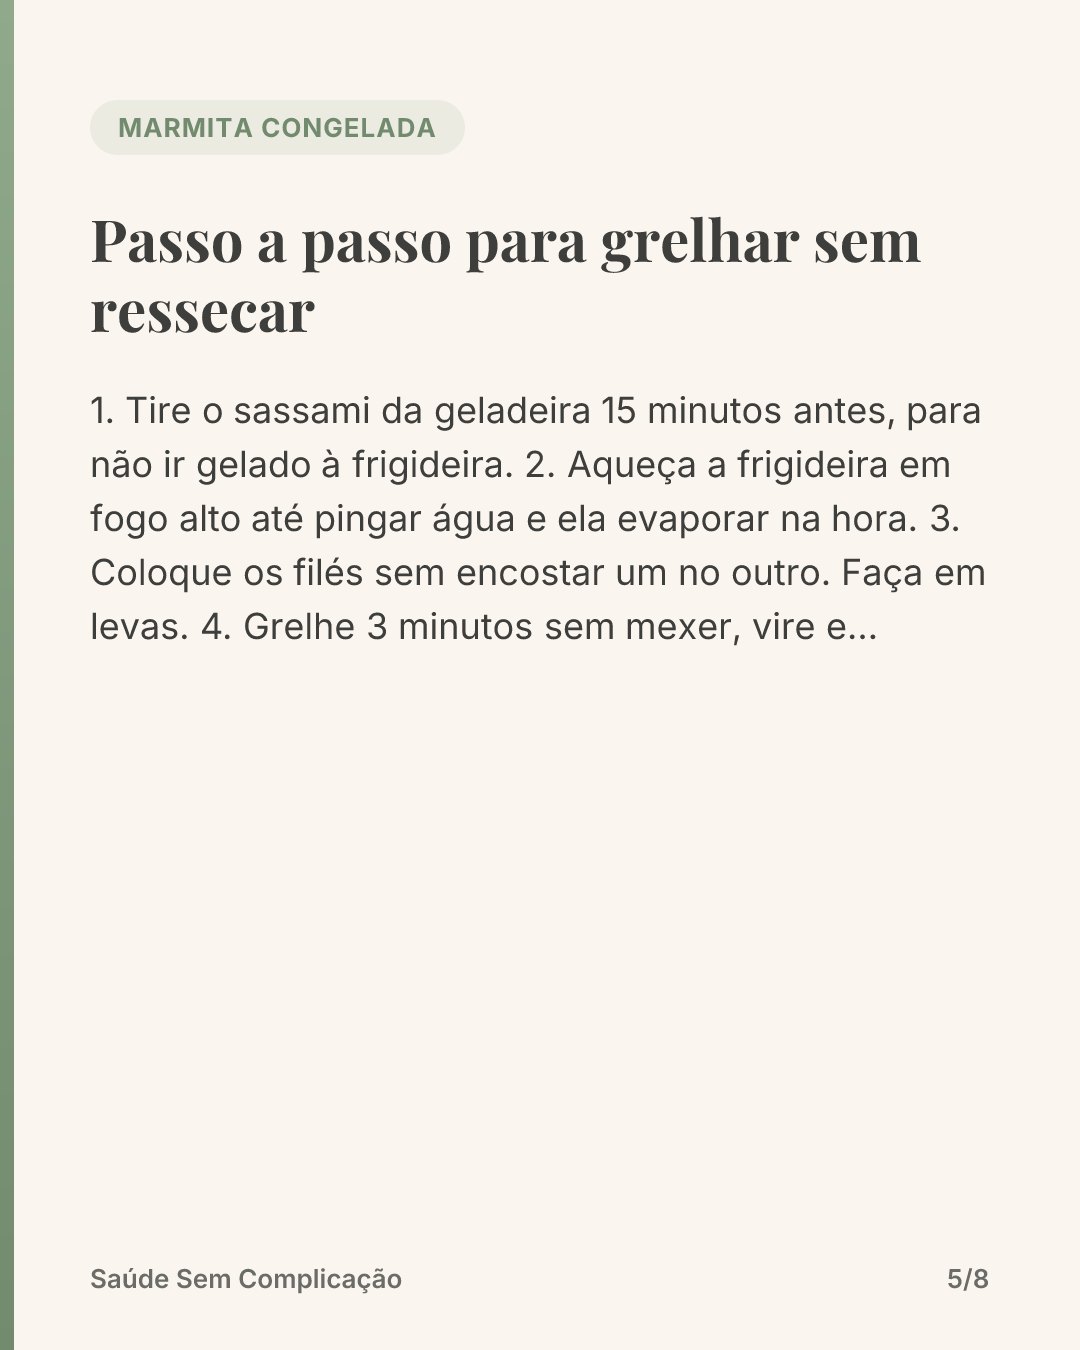 MARMITA CONGELADA
Passo a passo para grelhar sem
ressecar
1. Tire o sassami da geladeira 15 minutos antes, para
não ir gelado à frigideira. 2. Aqueça a frigideira em
fogo alto até pingar água e ela evaporar na hora. 3.
Coloque os filés sem encostar um no outro. Faça em
levas. 4. Grelhe 3 minutos sem mexer, vire e...
Saúde Sem Complicação
5/8